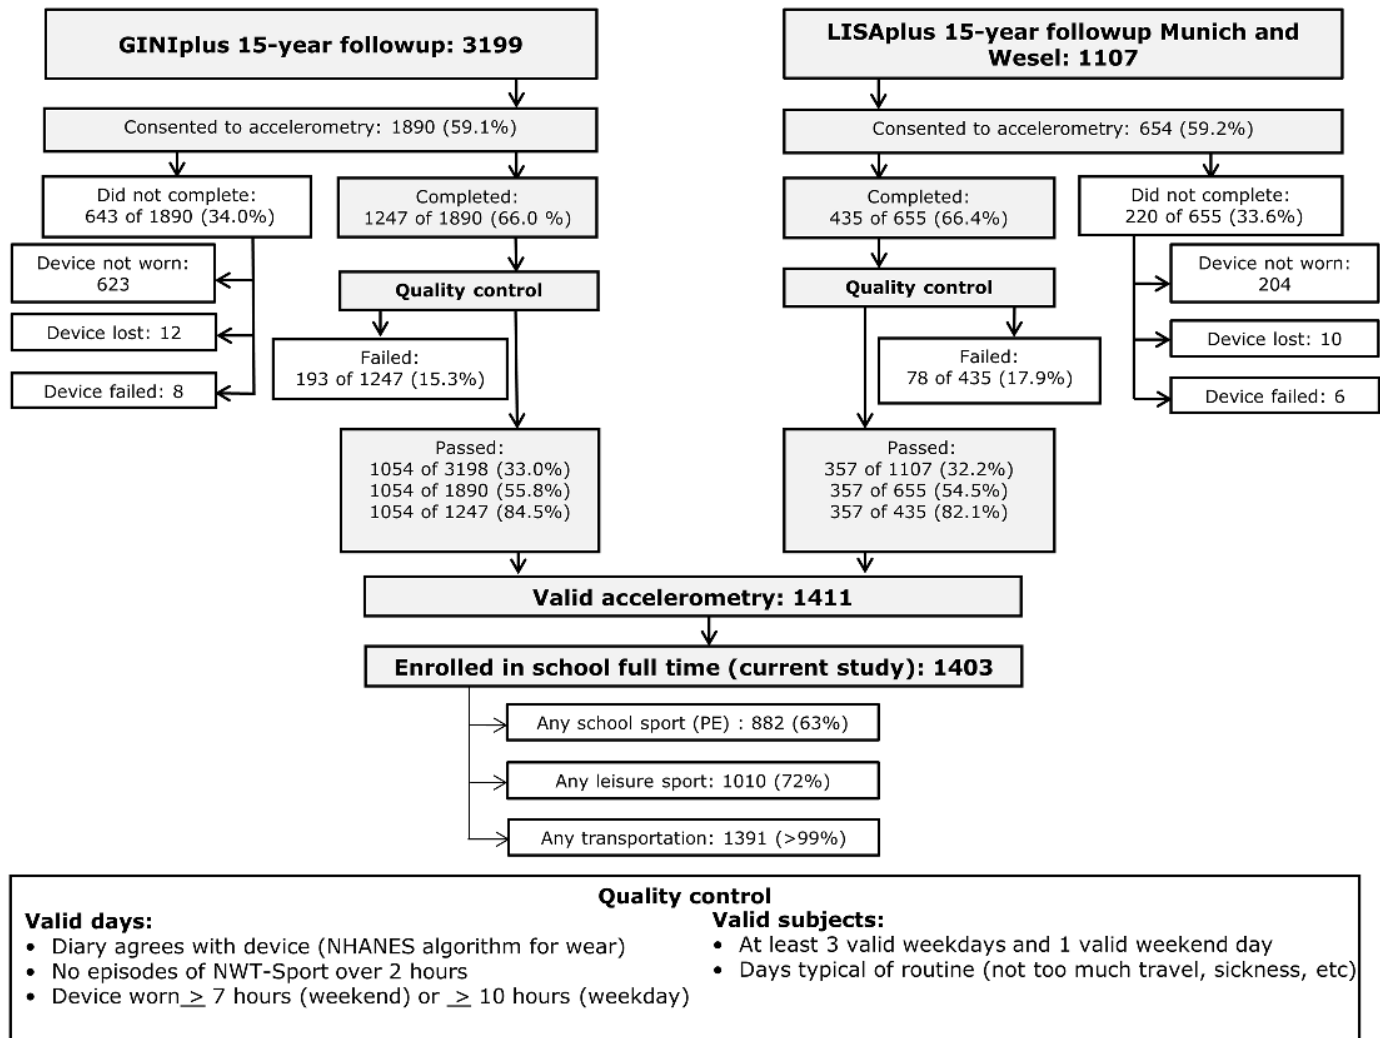 GINIplus 15-year followup: 3199
Consented to accelerometry: 1890 (59.1%)
Did not complete:
643 of 1890 (34.0%)
Completed:
1247 of 1890 (66.0 %)
Device not worn:
623
Device lost: 12
Device failed: 8
Quality control
Failed:
193 of 1247 (15.3%)
Passed:
1054 of 3198 (33.0%)
1054 of 1890 (55.8%)
1054 of 1247 (84.5%)
LISAplus 15-year followup Munich and
Wesel: 1107
Consented to accelerometry: 654 (59.2%)
Completed:
435 of 655 (66.4%)
Did not complete:
220 of 655 (33.6%)
Device not worn:
204
Device lost: 10
Device failed: 6
Quality control
Failed:
78 of 435 (17.9%)
Passed:
357 of 1107 (32.2%)
357 of 655 (54.5%)
357 of 435 (82.1%)
Valid accelerometry: 1411
Enrolled in school full time (current study): 1403
Any school sport (PE) : 882 (63%)
Any leisure sport: 1010 (72%)
Any transportation: 1391 (>99%)
Quality control
Valid days:
• Diary agrees with device (NHANES algorithm for wear)
• No episodes of NWT-Sport over 2 hours
• Device worn ≥ 7 hours (weekend) or ≥ 10 hours (weekday)
Valid subjects:
• At least 3 valid weekdays and 1 valid weekend day
• Days typical of routine (not too much travel, sickness, etc)